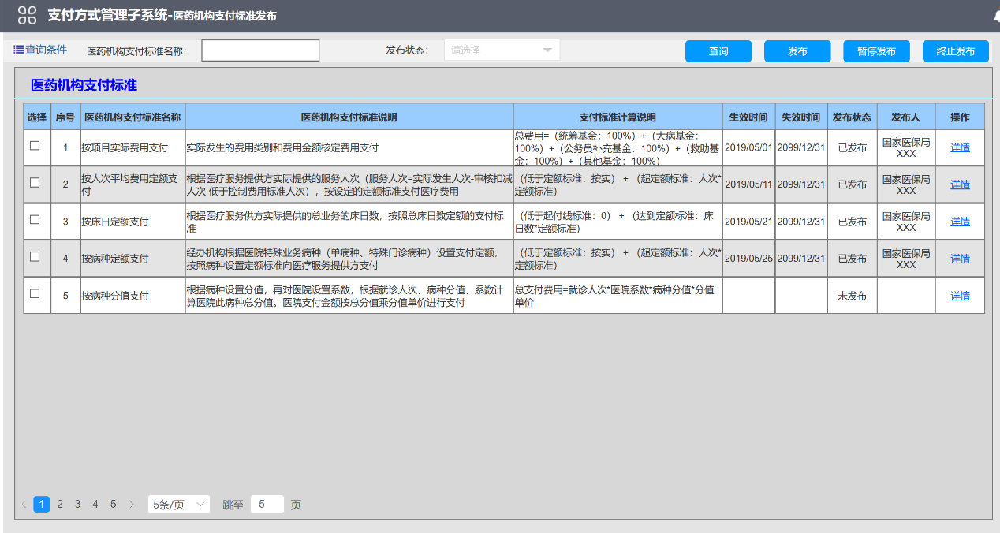 支付方式管理子系统-医药机构支付标准发布
查询条件 医药机构支付标准名称： 发布状态： 请选择 查询 发布 暂停发布 终止发布
医药机构支付标准
选择 序号 医药机构支付标准名称 医药机构支付标准说明 支付标准计算说明 生效时间 失效时间 发布状态 发布人 操作
1 按项目实际费用支付 实际发生的费用类别和费用金额核定费用支付
总费用=（统筹基金：100%）+（大病基金：
100%）+（公务员补充基金：100%）+（救助基
金：100%）+（其他基金：100%）
2019/05/01 2099/12/31 已发布
国家医保局
XXX
详情
2
按人次平均费用定额支
付
根据医疗服务提供方实际提供的服务人次（服务人次=实际发生人次-审核扣减
人次-低于控制费用标准人次），按设定的定额标准支付医疗费用
（低于定额标准：按实） + （超定额标准：人次*
定额标准）
2019/05/11 2099/12/31 已发布
国家医保局
XXX
详情
3 按床日定额支付
根据医疗服务供方实际提供的总业务的床日数，按照总床日数定额的支付标
准
（低于起付线标准：0） + （达到定额标准：床
日数*定额标准）
2019/05/21 2099/12/31 已发布
国家医保局
XXX
详情
4 按病种定额支付
经办机构根据医院特殊业务病种（单病种、特殊门诊病种）设置支付定额，
按照病种设置定额标准向医疗服务提供方支付
（低于定额标准：按实） + （超定额标准：人次*
定额标准）
2019/05/25 2099/12/31 已发布
国家医保局
XXX
详情
5 按病种分值支付
根据病种设置分值，再对医院设置系数，根据就诊人次、病种分值、系数计
算医院此病种总分值。医院支付金额按总分值乘分值单价进行支付
总支付费用=就诊人次*医院系数*病种分值*分值
单价
未发布 详情
1 2 3 4 5 5条/页 跳至 5 页